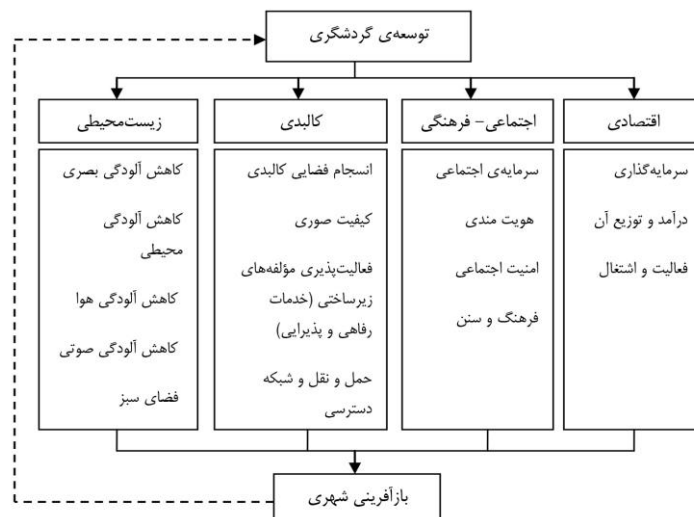 توسعه‌ی گردشگری
اقتصادی
سرمایه‌گذاری
درآمد و توزیع آن
فعالیت و اشتغال
اجتماعی - فرهنگی
سرمایه‌ی اجتماعی
هویت مندی
امنیت اجتماعی
فرهنگ و سنن
کالبدی
انسجام فضایی کالبدی
کیفیت صوری
فعالیت‌پذیری مؤلفه‌های
زیرساختی (خدمات
رفاهی و پذیرایی)
حمل و نقل و شبکه
دسترسی
زیست‌محیطی
کاهش آلودگی بصری
کاهش آلودگی
محیطی
کاهش آلودگی هوا
کاهش آلودگی صوتی
فضای سبز
بازآفرینی شهری